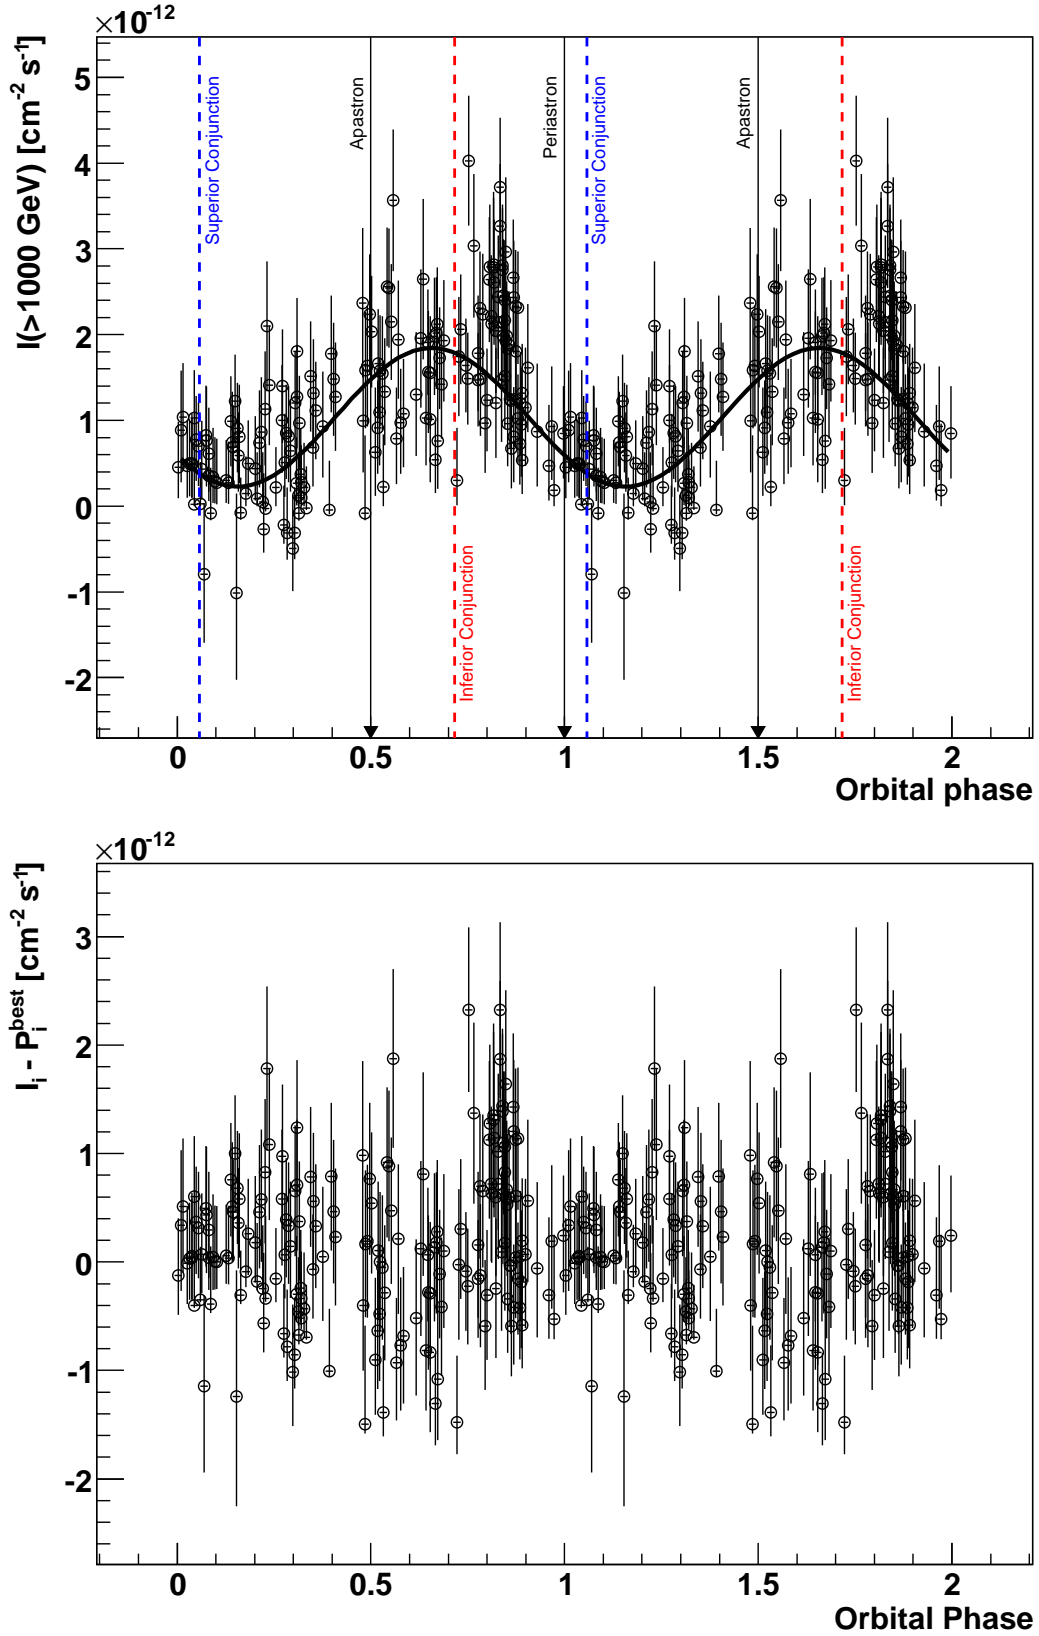 ×10⁻¹²
I(>1000 GeV) [cm⁻² s⁻¹]
5
4
3
2
1
0
-1
-2
Superior Conjunction
Apastron
Inferior Conjunction
Periastron
Superior Conjunction
Apastron
Inferior Conjunction
0 0.5 1 1.5 2
Orbital phase
×10⁻¹²
Iᵢ - Pᵢᵇᵉˢᵗ [cm⁻² s⁻¹]
3
2
1
0
-1
-2
0 0.5 1 1.5 2
Orbital Phase